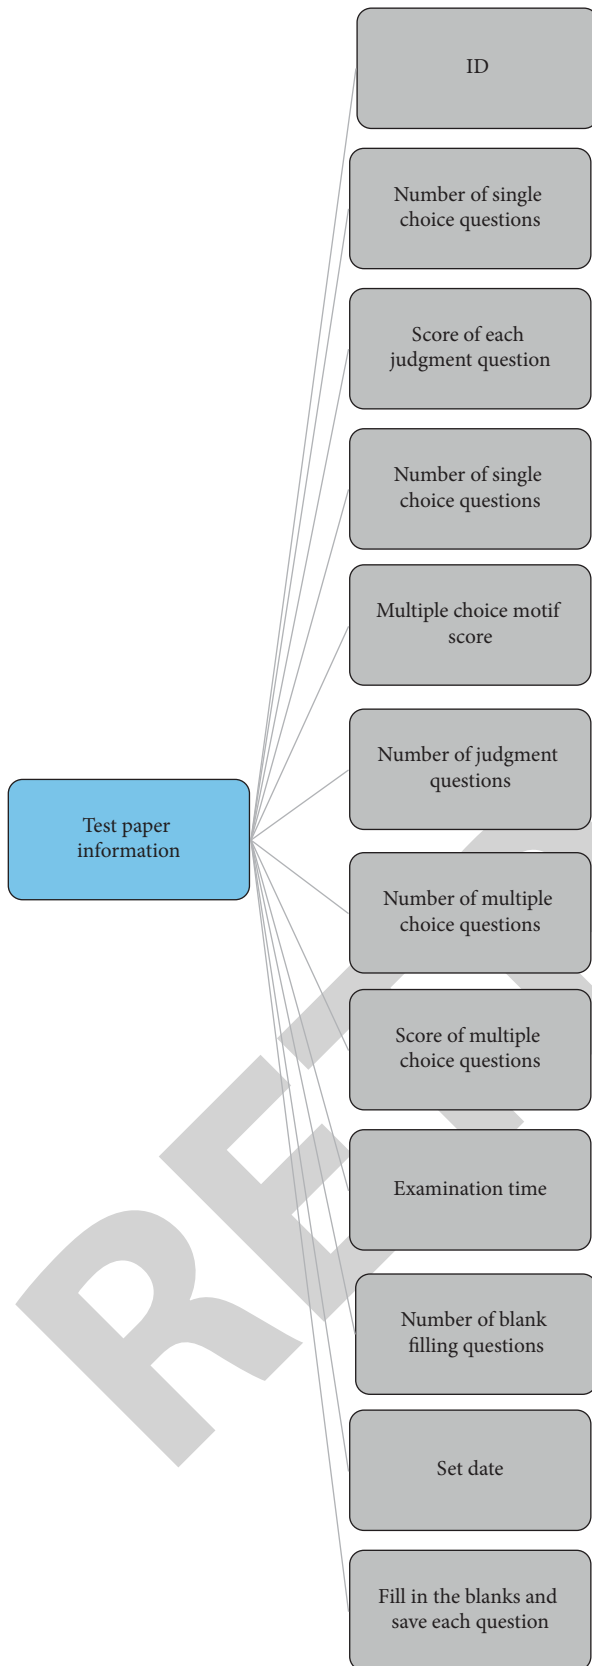 ID
Number of single
choice questions
Score of each
judgment question
Number of single
choice questions
Multiple choice motif
score
Number of judgment
questions
Test paper
information
Number of multiple
choice questions
Score of multiple
choice questions
Examination time
Number of blank
filling questions
Set date
Fill in the blanks and
save each question